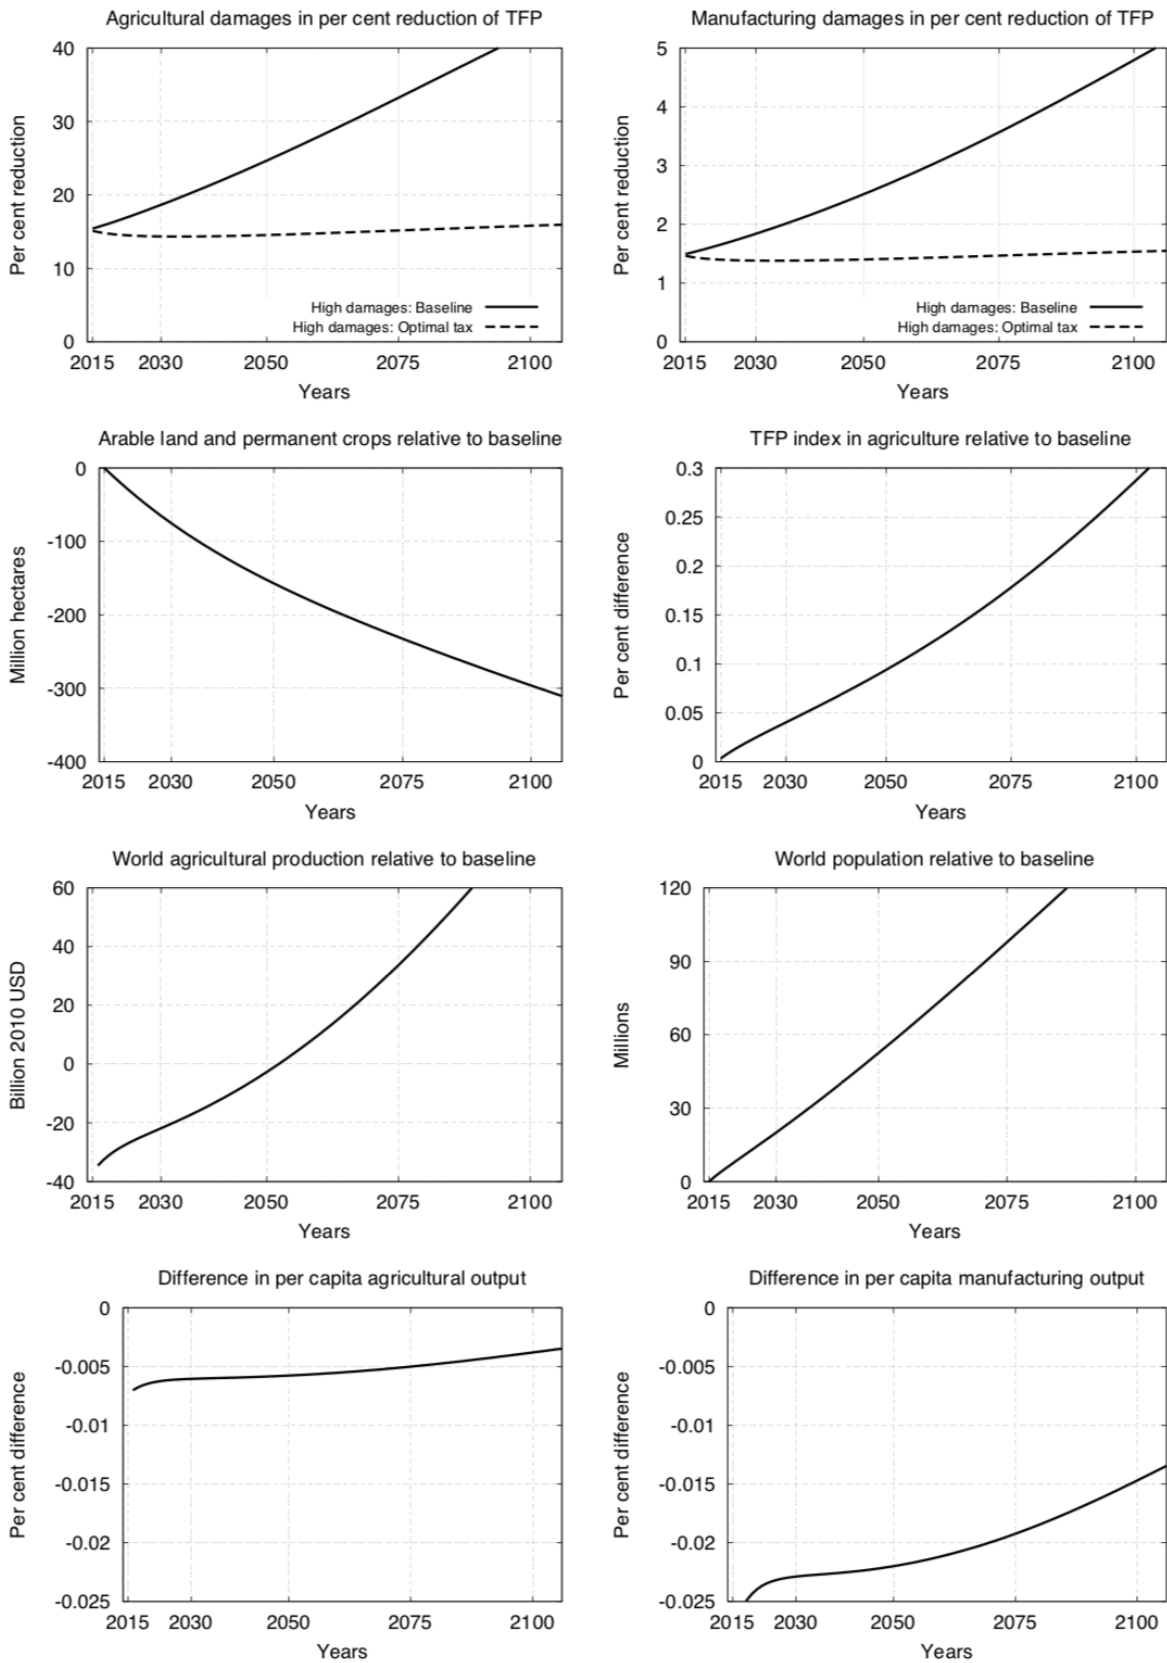 Agricultural damages in per cent reduction of TFP
40
30
20
10
0
Per cent reduction
High damages: Baseline
High damages: Optimal tax
2015 2030 2050 2075 2100
Years
Manufacturing damages in per cent reduction of TFP
5
4
3
2
1
0
Per cent reduction
High damages: Baseline
High damages: Optimal tax
2015 2030 2050 2075 2100
Years
Arable land and permanent crops relative to baseline
0
-100
-200
-300
-400
Million hectares
2015 2030 2050 2075 2100
Years
TFP index in agriculture relative to baseline
0.3
0.25
0.2
0.15
0.1
0.05
0
Per cent difference
2015 2030 2050 2075 2100
Years
World agricultural production relative to baseline
60
40
20
0
-20
-40
Billion 2010 USD
2015 2030 2050 2075 2100
Years
World population relative to baseline
120
90
60
30
0
Millions
2015 2030 2050 2075 2100
Years
Difference in per capita agricultural output
0
-0.005
-0.01
-0.015
-0.02
-0.025
Per cent difference
2015 2030 2050 2075 2100
Years
Difference in per capita manufacturing output
0
-0.005
-0.01
-0.015
-0.02
-0.025
Per cent difference
2015 2030 2050 2075 2100
Years